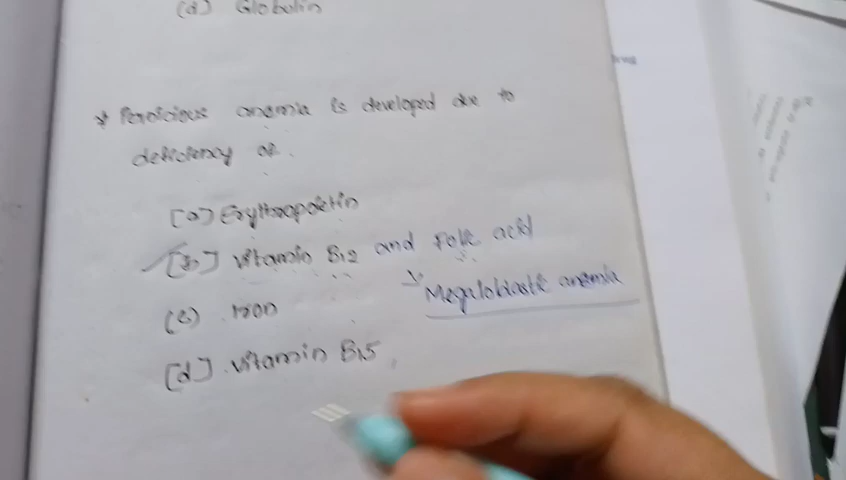 (d) Globulin
* Pernicious anemia is developed due to
deficiency of.
[a] Erythropoietin
[b] Vitamin B12 and Folic acid
Megaloblastic anemia
(c) Iron
[d] Vitamin B15